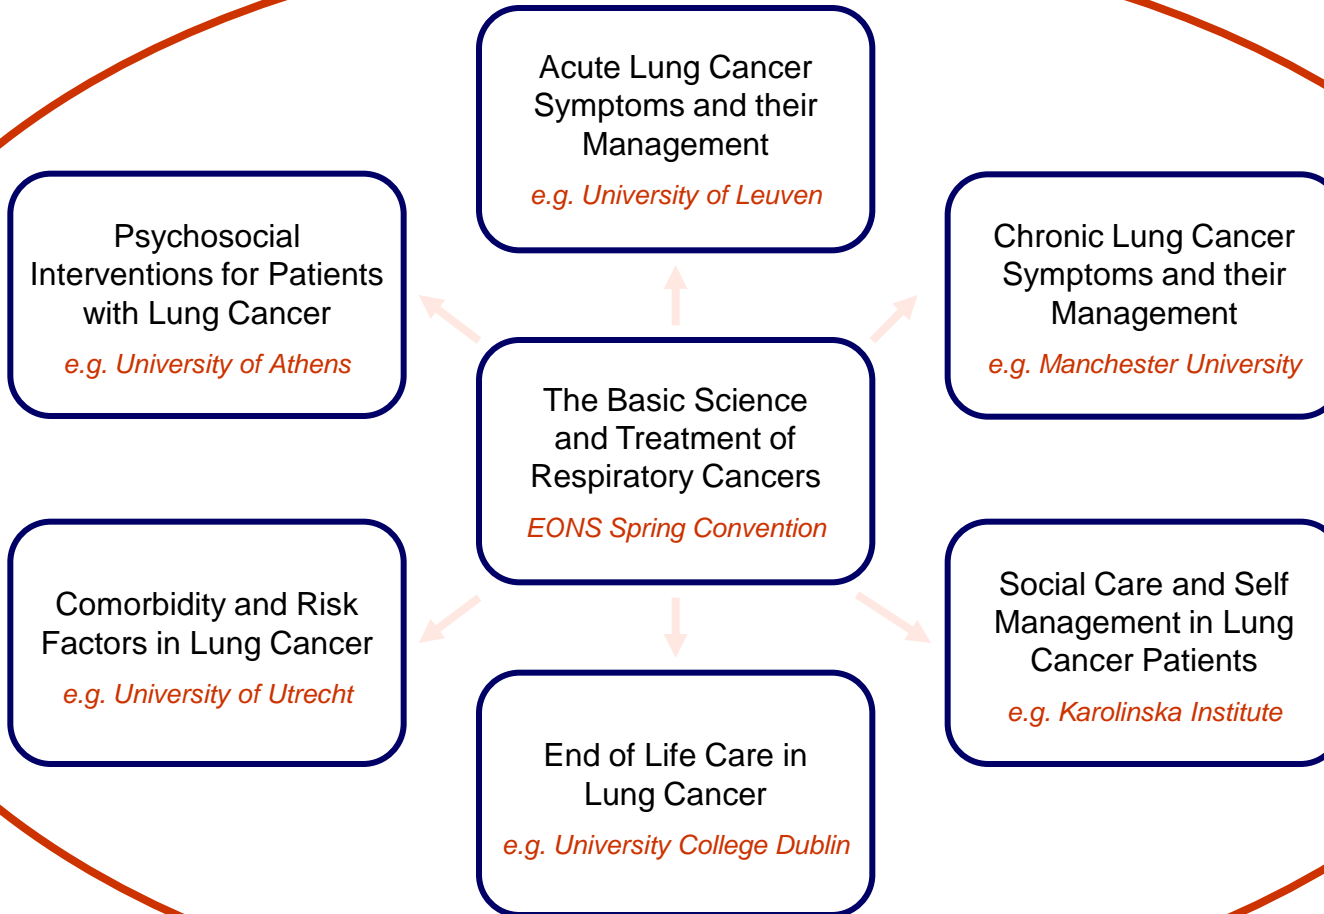 Acute Lung Cancer
Symptoms and their
Management
e.g. University of Leuven
Psychosocial
Interventions for Patients
with Lung Cancer
e.g. University of Athens
Chronic Lung Cancer
Symptoms and their
Management
e.g. Manchester University
The Basic Science
and Treatment of
Respiratory Cancers
EONS Spring Convention
Comorbidity and Risk
Factors in Lung Cancer
e.g. University of Utrecht
Social Care and Self
Management in Lung
Cancer Patients
e.g. Karolinska Institute
End of Life Care in
Lung Cancer
e.g. University College Dublin